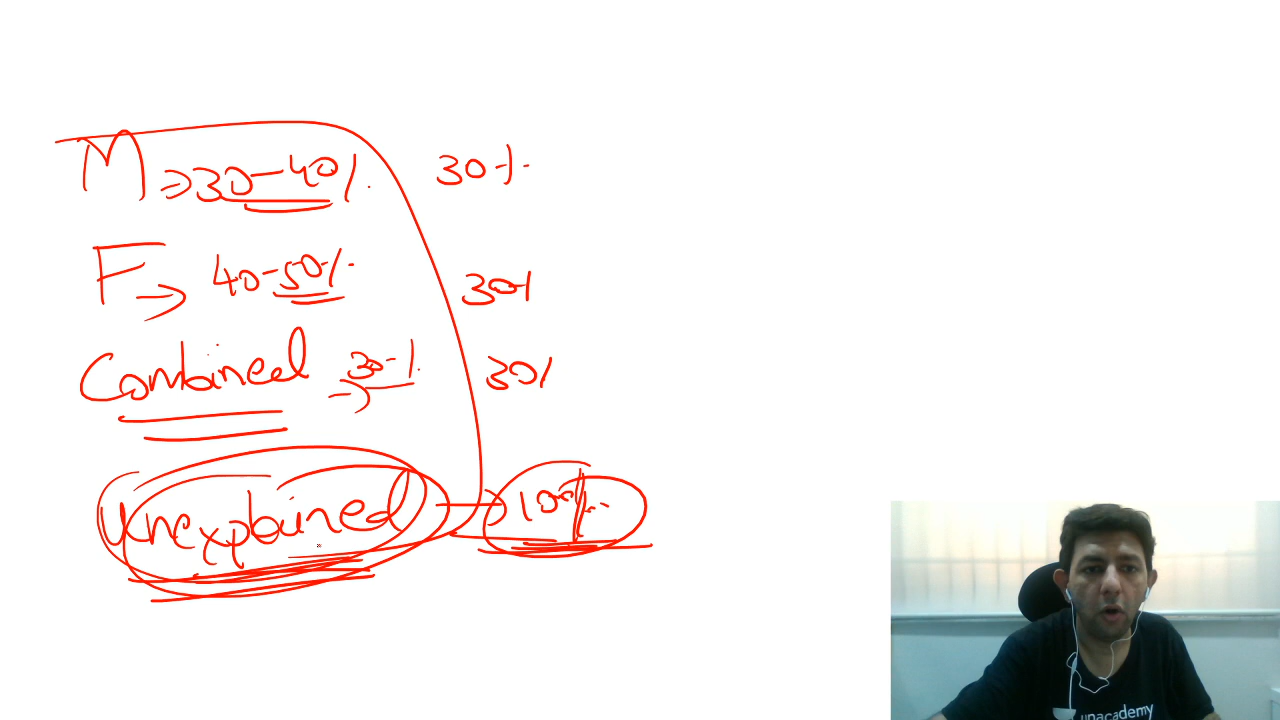 M → 30-40% 30%
F → 40-50% 30%
Combined → 30% 30%
Unexplained → 10%
unacademy